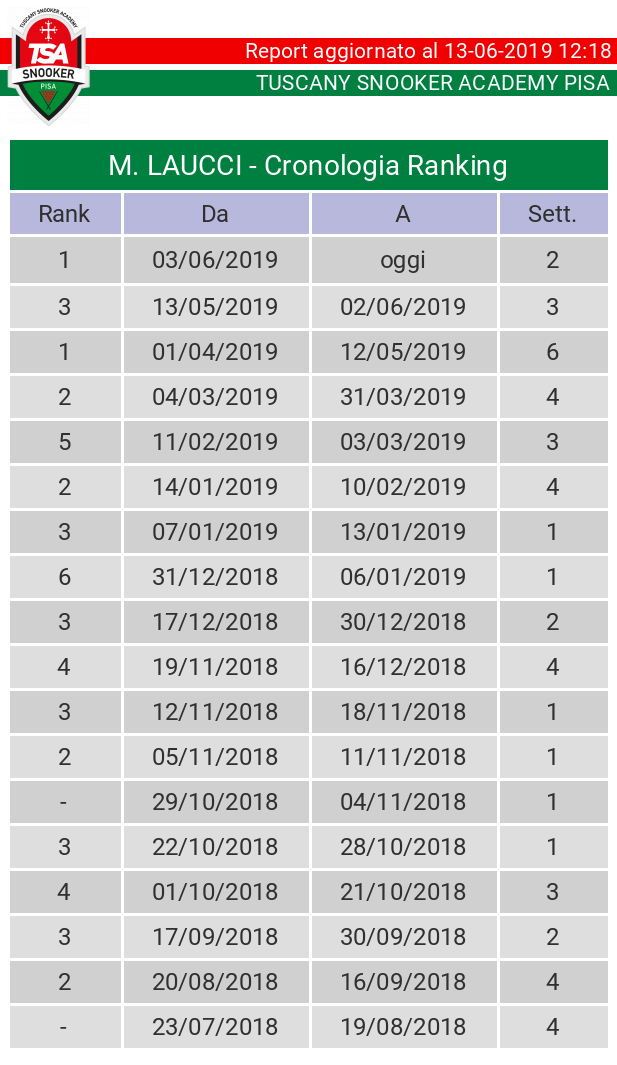 TUSCANY SNOOKER ACADEMY
TSA
SNOOKER
PISA
Report aggiornato al 13-06-2019 12:18
TUSCANY SNOOKER ACADEMY PISA
M. LAUCCI - Cronologia Ranking
Rank Da A Sett.
1 03/06/2019 oggi 2
3 13/05/2019 02/06/2019 3
1 01/04/2019 12/05/2019 6
2 04/03/2019 31/03/2019 4
5 11/02/2019 03/03/2019 3
2 14/01/2019 10/02/2019 4
3 07/01/2019 13/01/2019 1
6 31/12/2018 06/01/2019 1
3 17/12/2018 30/12/2018 2
4 19/11/2018 16/12/2018 4
3 12/11/2018 18/11/2018 1
2 05/11/2018 11/11/2018 1
- 29/10/2018 04/11/2018 1
3 22/10/2018 28/10/2018 1
4 01/10/2018 21/10/2018 3
3 17/09/2018 30/09/2018 2
2 20/08/2018 16/09/2018 4
- 23/07/2018 19/08/2018 4